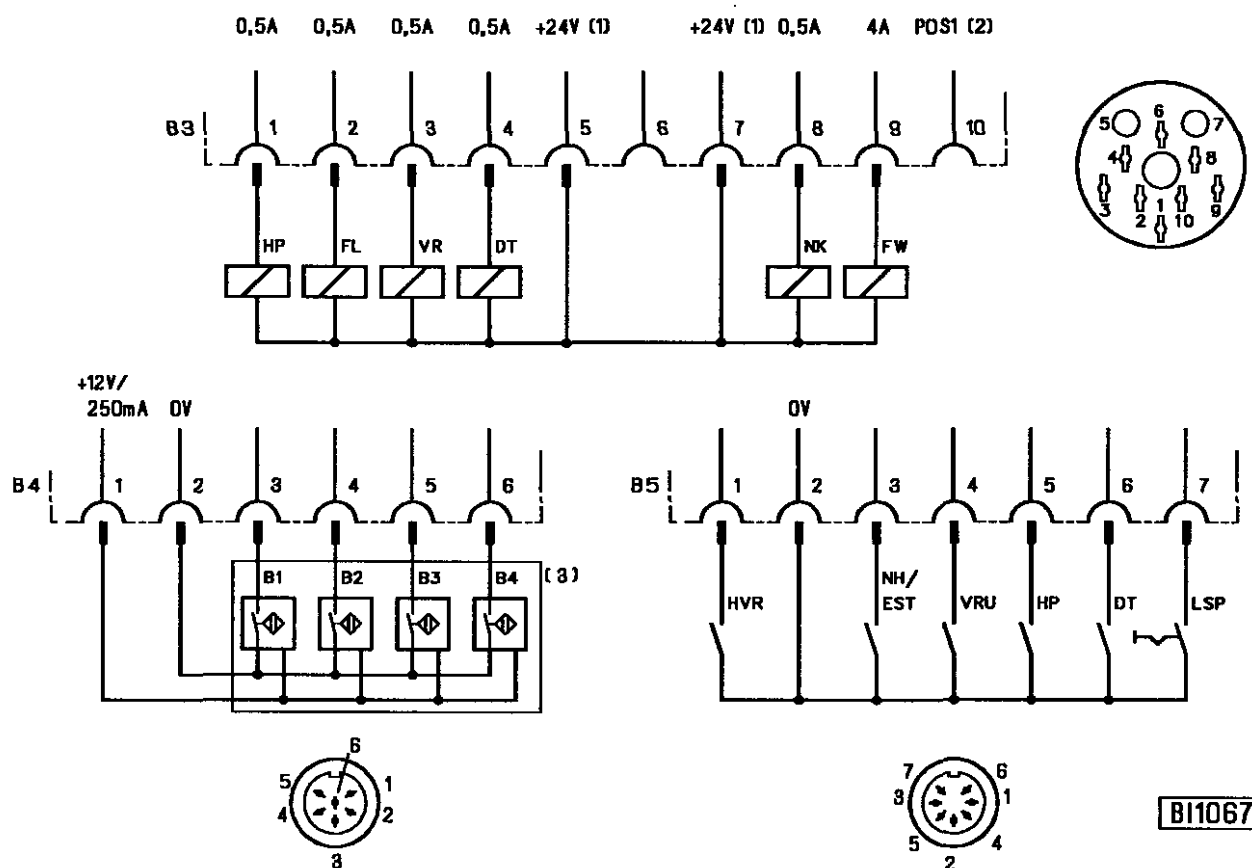 0,5A 0,5A 0,5A 0,5A +24V (1) +24V (1) 0,5A 4A POS1 (2)
B3 1 2 3 4 5 6 7 8 9 10
HP FL VR DT NK FW
6
5 7
4 8
3 2 1 10 9
+12V/
250mA 0V
B4 1 2 3 4 5 6
B1 B2 B3 B4 (3)
6
5 1
4 2
3
0V
B5 1 2 3 4 5 6 7
HVR NH/
EST VRU HP DT LSP
7 6
3 1
5 4
2
BI1067